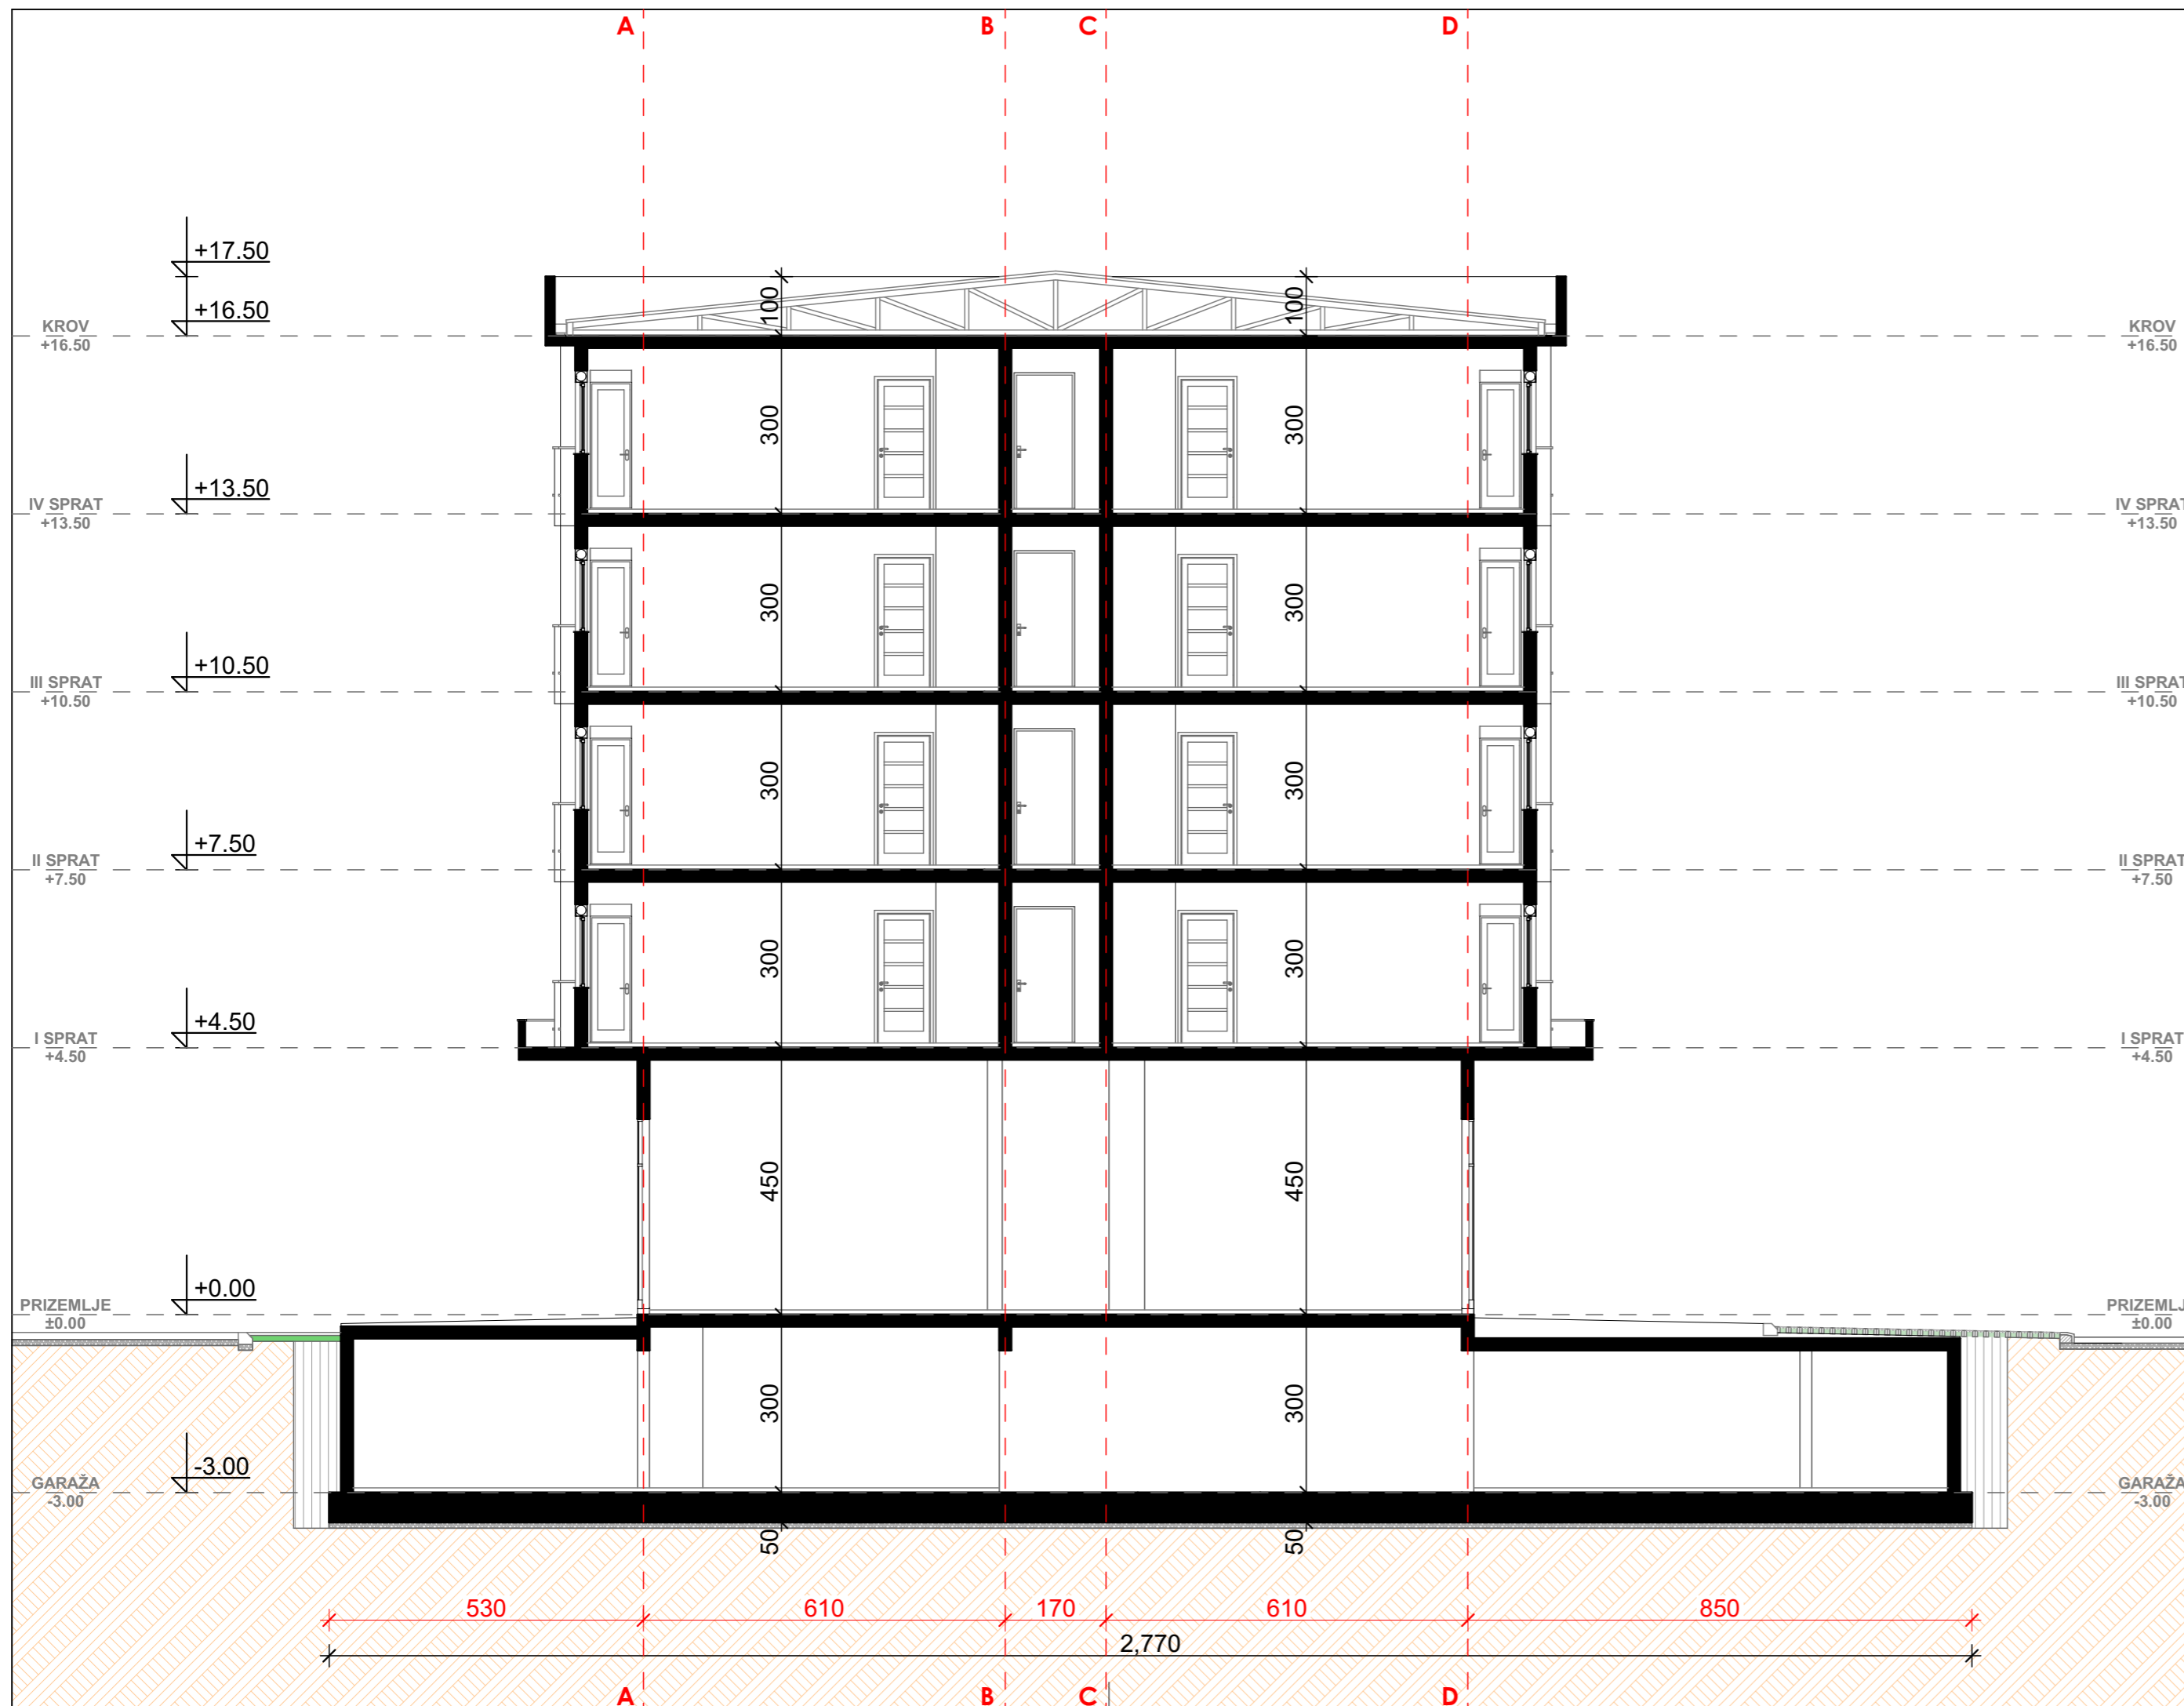 A B C D
+17.50
+16.50
100 100
KROV
+16.50
KROV
+16.50
300 300
+13.50
IV SPRAT
+13.50
IV SPRAT
+13.50
300 300
+10.50
III SPRAT
+10.50
III SPRAT
+10.50
300 300
+7.50
II SPRAT
+7.50
II SPRAT
+7.50
300 300
+4.50
I SPRAT
+4.50
I SPRAT
+4.50
450 450
+0.00
PRIZEMLJE
±0.00
PRIZEMLJ
±0.00
300 300
-3.00
GARAŽA
-3.00
GARAŽA
-3.00
50 50
530 610 170 610 850
2,770
A B C D